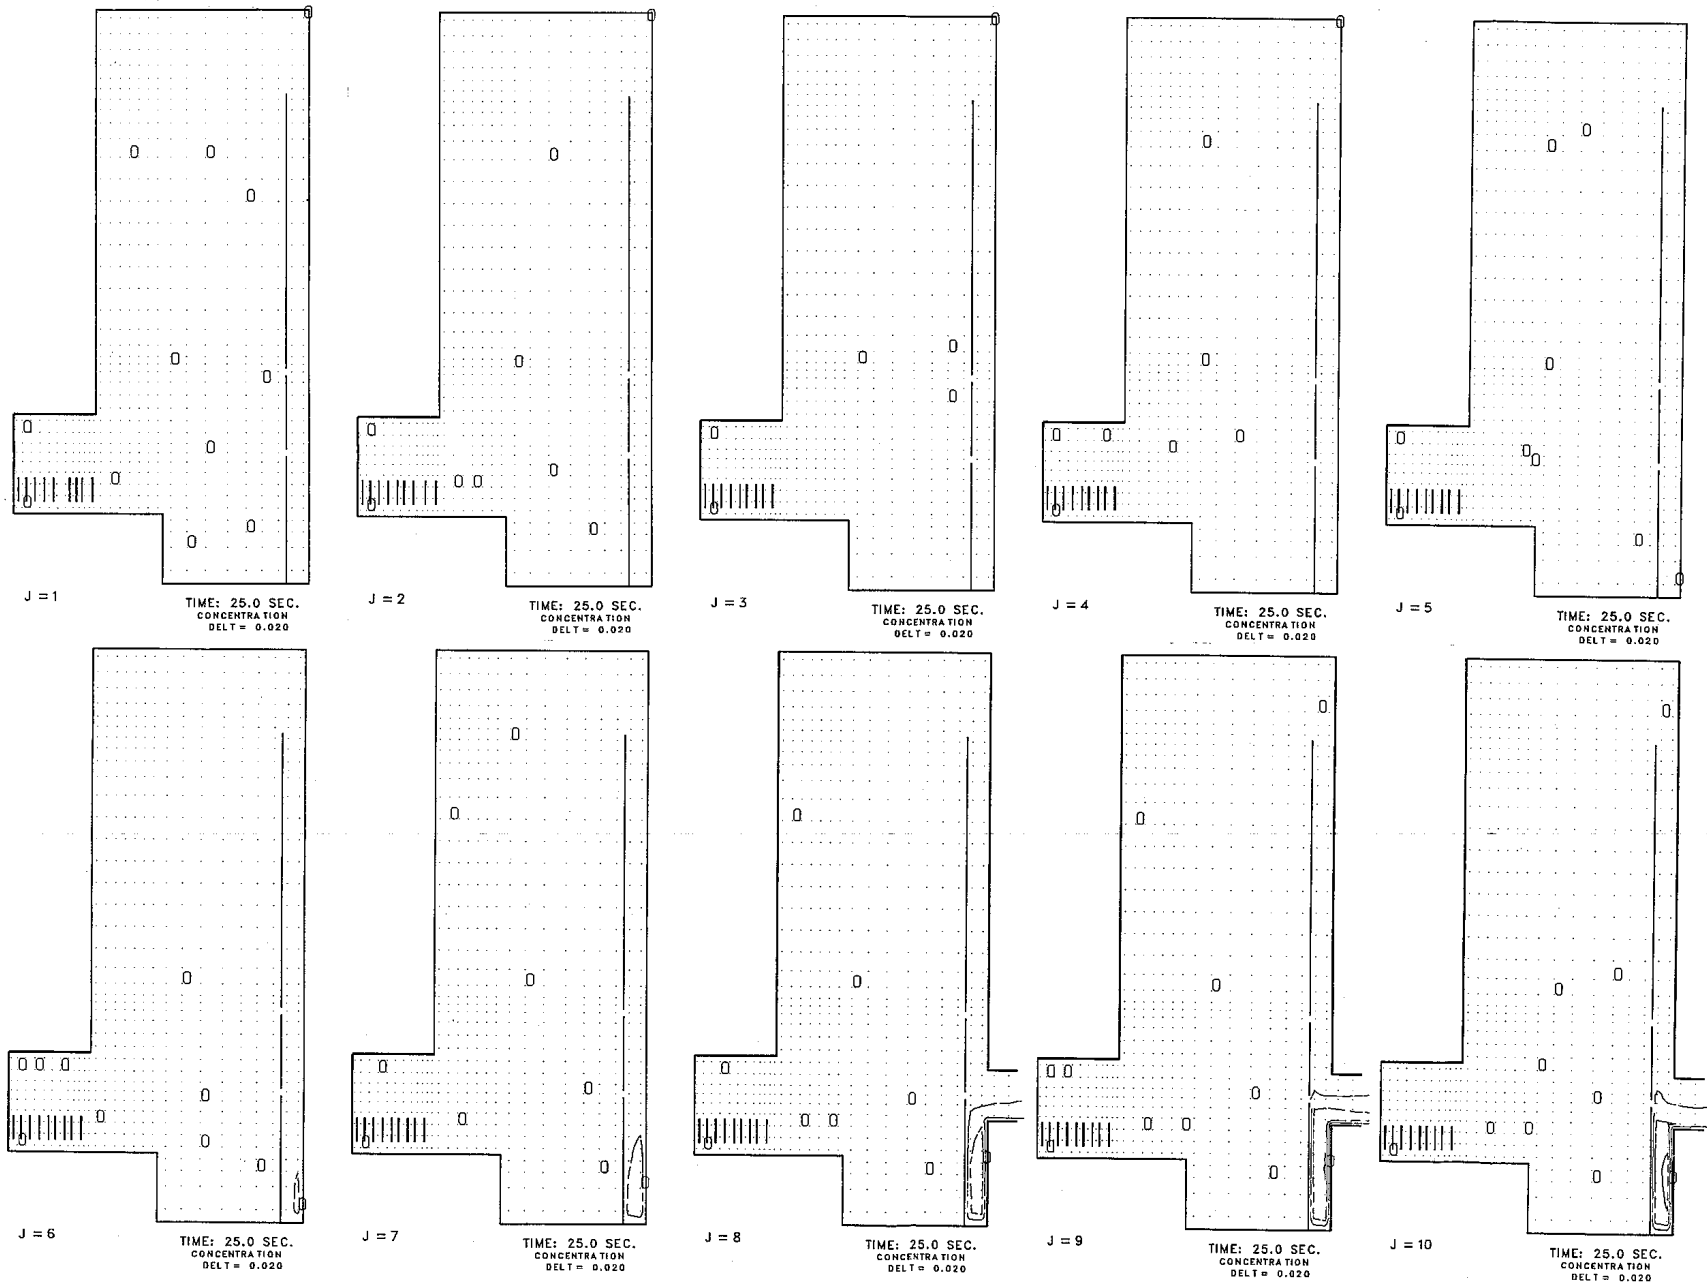 J = 1
TIME: 25.0 SEC.
CONCENTRATION
DELT = 0.020
J = 2
TIME: 25.0 SEC.
CONCENTRATION
DELT = 0.020
J = 3
TIME: 25.0 SEC.
CONCENTRATION
DELT = 0.020
J = 4
TIME: 25.0 SEC.
CONCENTRATION
DELT = 0.020
J = 5
TIME: 25.0 SEC.
CONCENTRATION
DELT = 0.020
J = 6
TIME: 25.0 SEC.
CONCENTRATION
DELT = 0.020
J = 7
TIME: 25.0 SEC.
CONCENTRATION
DELT = 0.020
J = 8
TIME: 25.0 SEC.
CONCENTRATION
DELT = 0.020
J = 9
TIME: 25.0 SEC.
CONCENTRATION
DELT = 0.020
J = 10
TIME: 25.0 SEC.
CONCENTRATION
DELT = 0.020